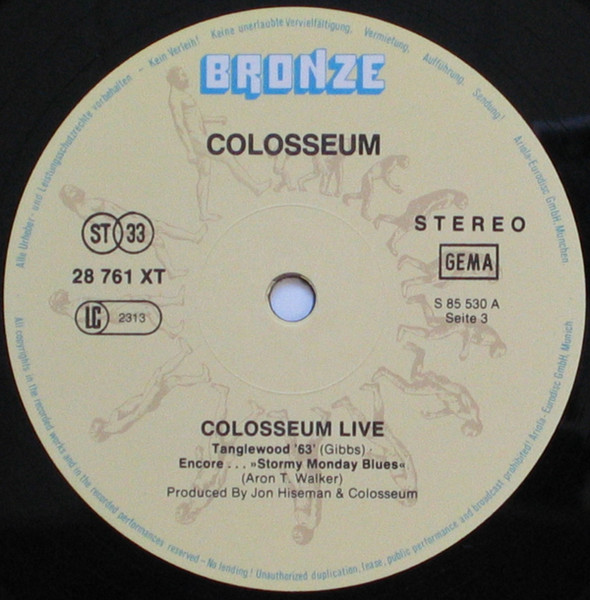 Alle Urheber- und Leistungsschutzrechte vorbehalten - Kein Verleih! Keine unerlaubte Vervielfältigung, Vermietung, Aufführung, Sendung! Ariola-Eurodisc GmbH, München
BRONZE
COLOSSEUM
ST 33
STEREO
28 761 XT
GEMA
LC 2313
S 85 530 A
Seite 3
COLOSSEUM LIVE
Tanglewood '63' (Gibbs)
Encore . . . »Stormy Monday Blues«
(Aron T. Walker)
Produced By Jon Hiseman & Colosseum
All copyrights in the recorded works and in the recorded performances reserved - No lending! Unauthorized duplication, lease, public performance and broadcast prohibited! Ariola-Eurodisc GmbH, Munich